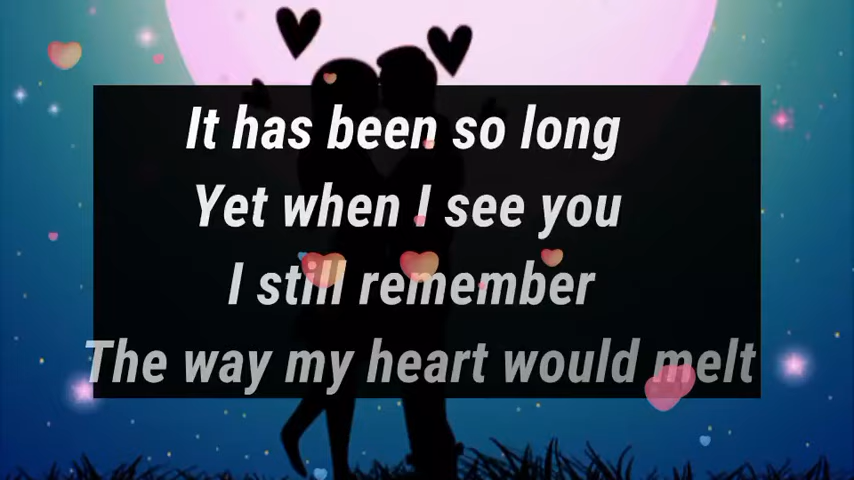 It has been so long
Yet when I see you
I still remember
The way my heart would melt